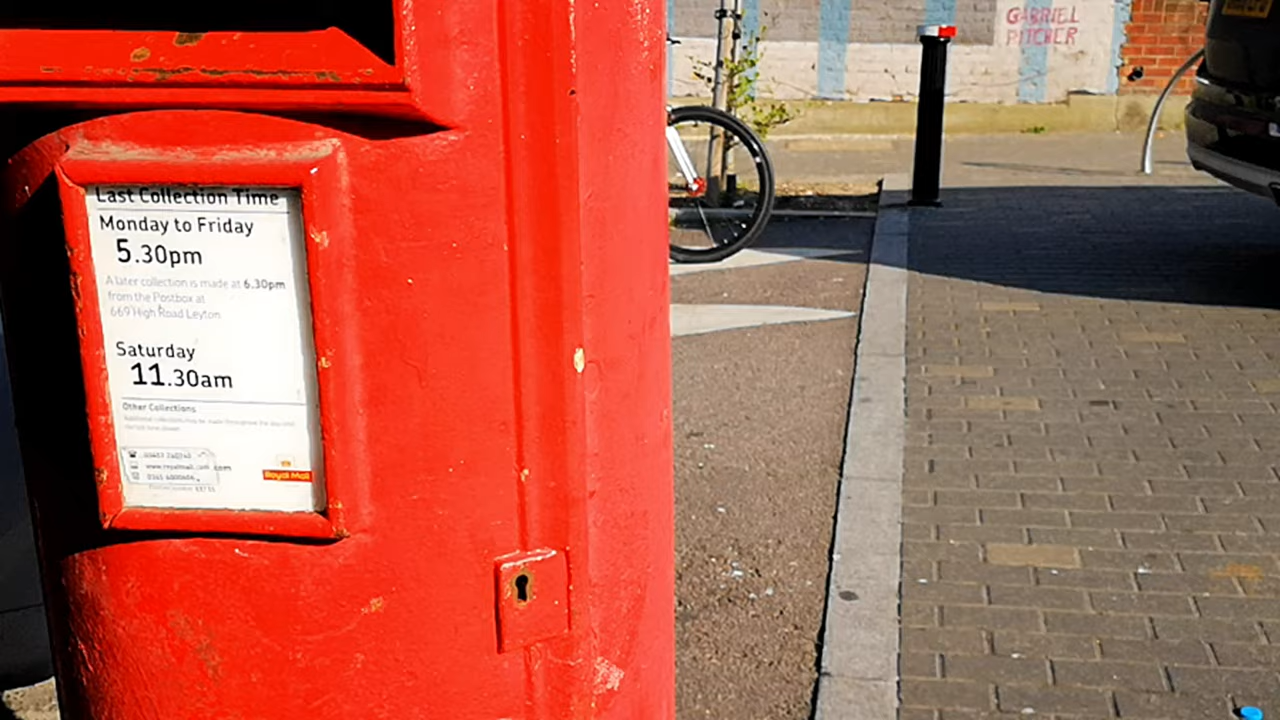 Last Collection Time
Monday to Friday
5.30pm
A later collection is made at 6.30pm
from the Postbox at
669 High Road Leyton
Saturday
11.30am
Other Collections
www.royalmail.com
Royal Mail
GABRIEL
PITCHER